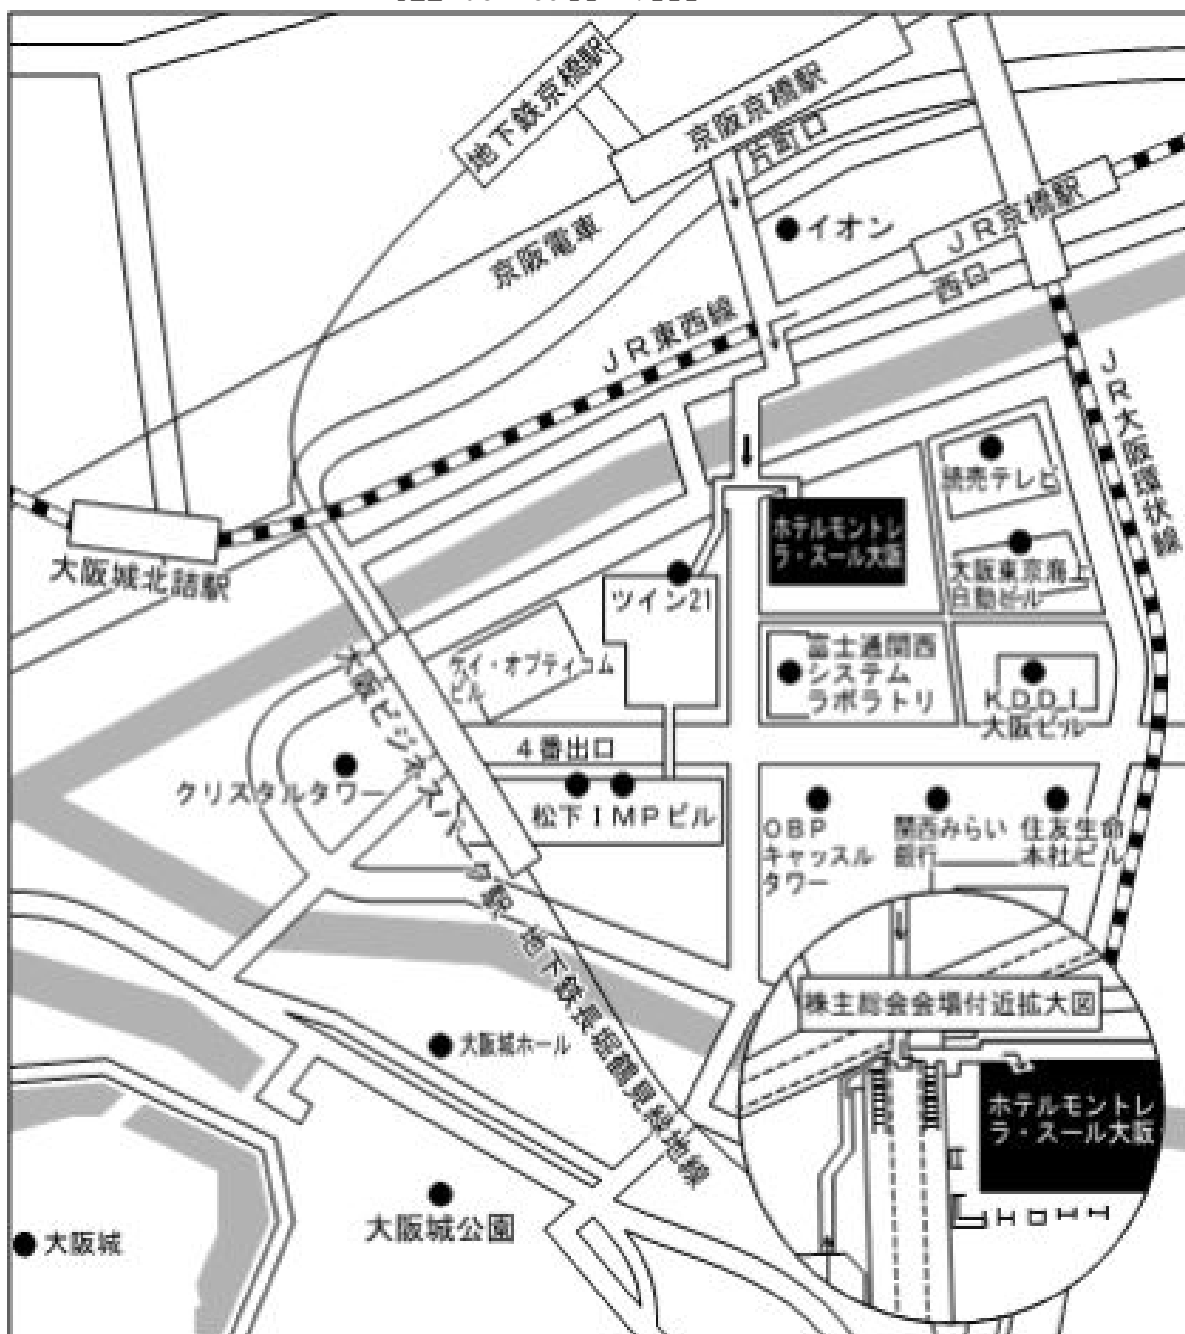 地下鉄京橋駅
京阪京橋駅
片町口
イオン
JR京橋駅
西口
京阪電車
JR東西線
JR大阪環状線
読売テレビ
ホテルモントレ
ラ・スール大阪
大阪東京海上
日動ビル
大阪城北詰駅
ツイン21
ケイ・オプティコム
ビル
富士通関西
システム
ラボラトリ
KDDI
大阪ビル
大阪ビジネスパーク駅
4番出口
クリスタルタワー
松下IMPビル
OBP
キャッスル
タワー
関西みらい
銀行
住友生命
本社ビル
地下鉄長堀鶴見緑地線
株主総会会場付近拡大図
大阪城ホール
ホテルモントレ
ラ・スール大阪
大阪城公園
大阪城